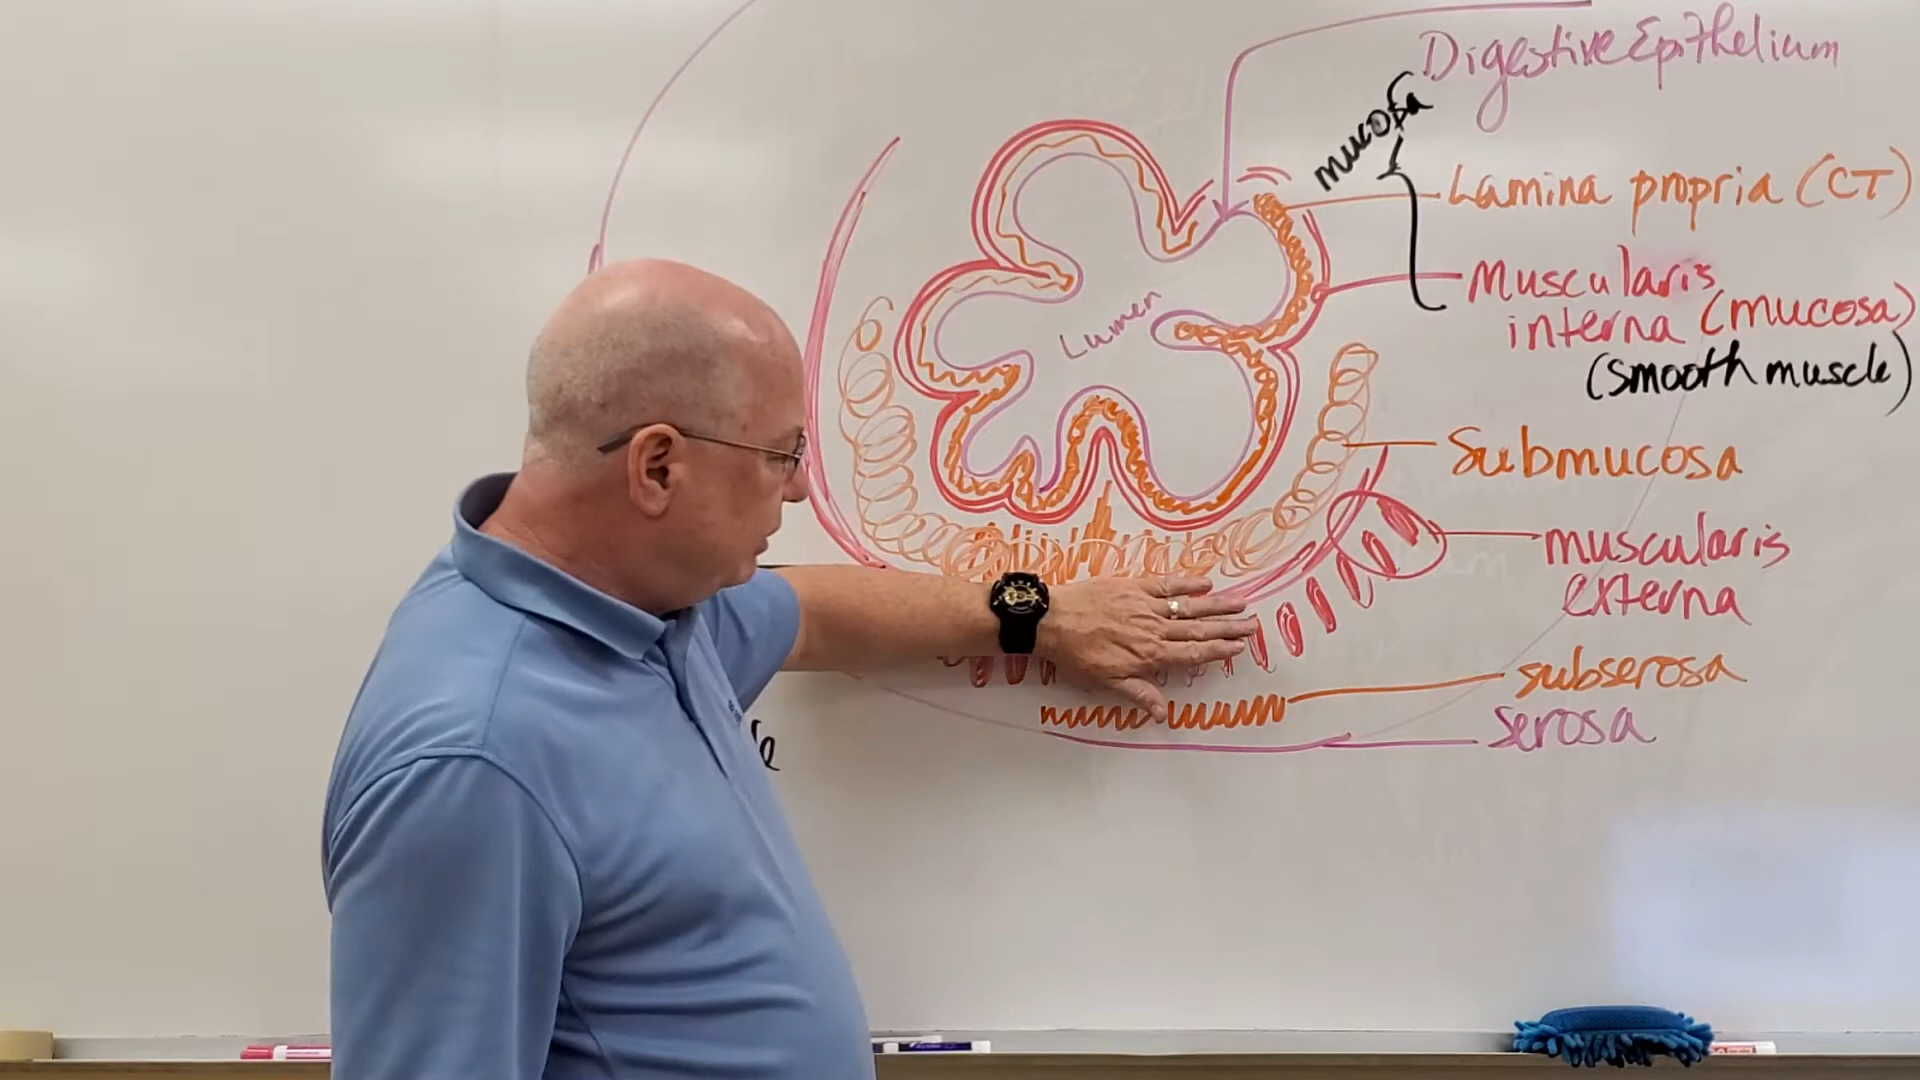 Digestive Epithelium
mucosa
Lamina propria (CT)
Muscularis
interna (mucosa)
(smooth muscle)
Lumen
Submucosa
muscularis
externa
subserosa
serosa